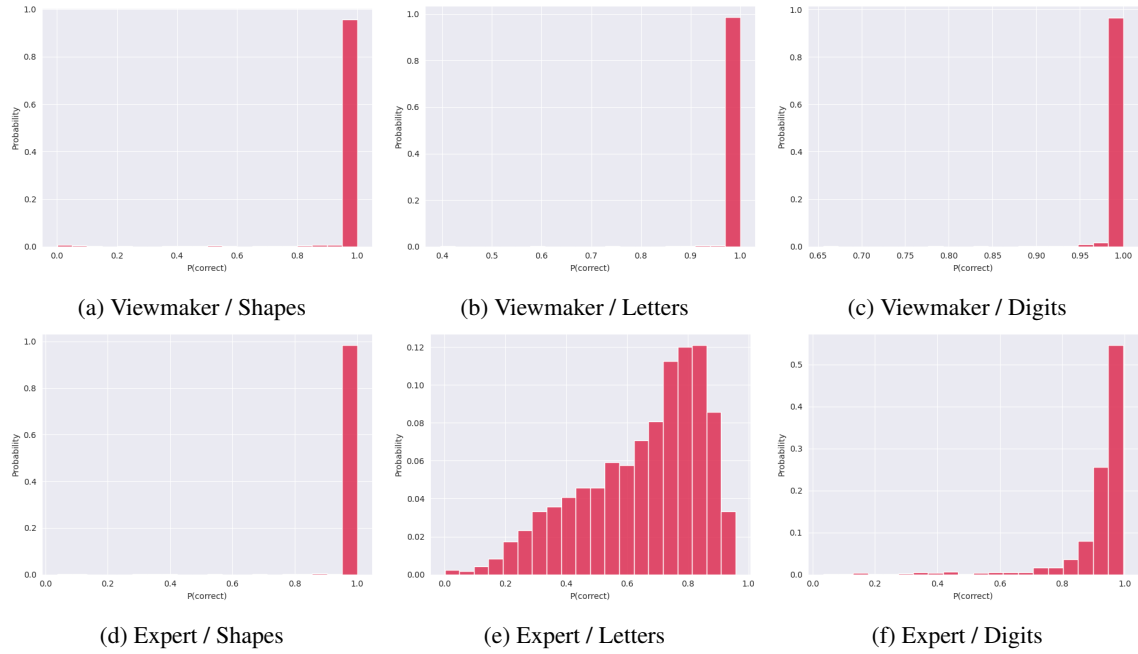 1.0
0.8
0.6
0.4
0.2
0.0
Probability
0.0 0.2 0.4 0.6 0.8 1.0
P(correct)
(a) Viewmaker / Shapes
1.0
0.8
0.6
0.4
0.2
0.0
Probability
0.4 0.5 0.6 0.7 0.8 0.9 1.0
P(correct)
(b) Viewmaker / Letters
1.0
0.8
0.6
0.4
0.2
0.0
Probability
0.65 0.70 0.75 0.80 0.85 0.90 0.95 1.00
P(correct)
(c) Viewmaker / Digits
1.0
0.8
0.6
0.4
0.2
0.0
Probability
0.0 0.2 0.4 0.6 0.8 1.0
P(correct)
(d) Expert / Shapes
0.12
0.10
0.08
0.06
0.04
0.02
0.00
Probability
0.0 0.2 0.4 0.6 0.8 1.0
P(correct)
(e) Expert / Letters
0.5
0.4
0.3
0.2
0.1
0.0
Probability
0.0 0.2 0.4 0.6 0.8 1.0
P(correct)
(f) Expert / Digits